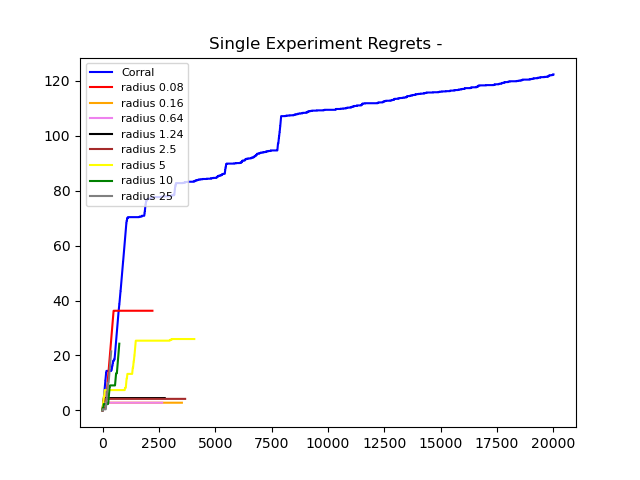 Single Experiment Regrets -
Corral
radius 0.08
radius 0.16
radius 0.64
radius 1.24
radius 2.5
radius 5
radius 10
radius 25
120
100
80
60
40
20
0
0 2500 5000 7500 10000 12500 15000 17500 20000